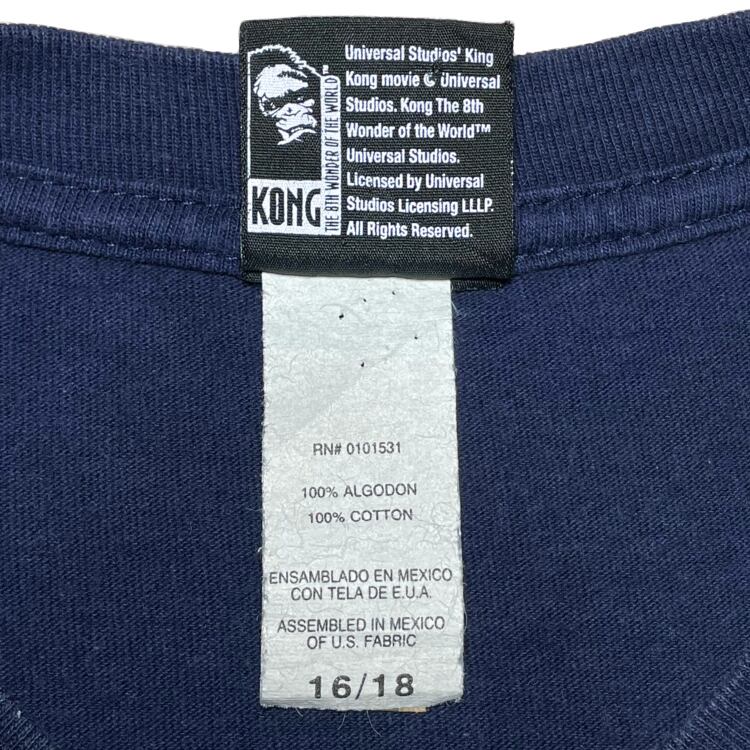 Universal Studios' King
Kong movie © Universal
Studios. Kong The 8th
Wonder of the World™
Universal Studios.
Licensed by Universal
Studios Licensing LLLP.
All Rights Reserved.
KONG
THE 8TH WONDER OF THE WORLD™
RN# 0101531
100% ALGODON
100% COTTON
ENSAMBLADO EN MEXICO
CON TELA DE E.U.A.
ASSEMBLED IN MEXICO
OF U.S. FABRIC
16/18